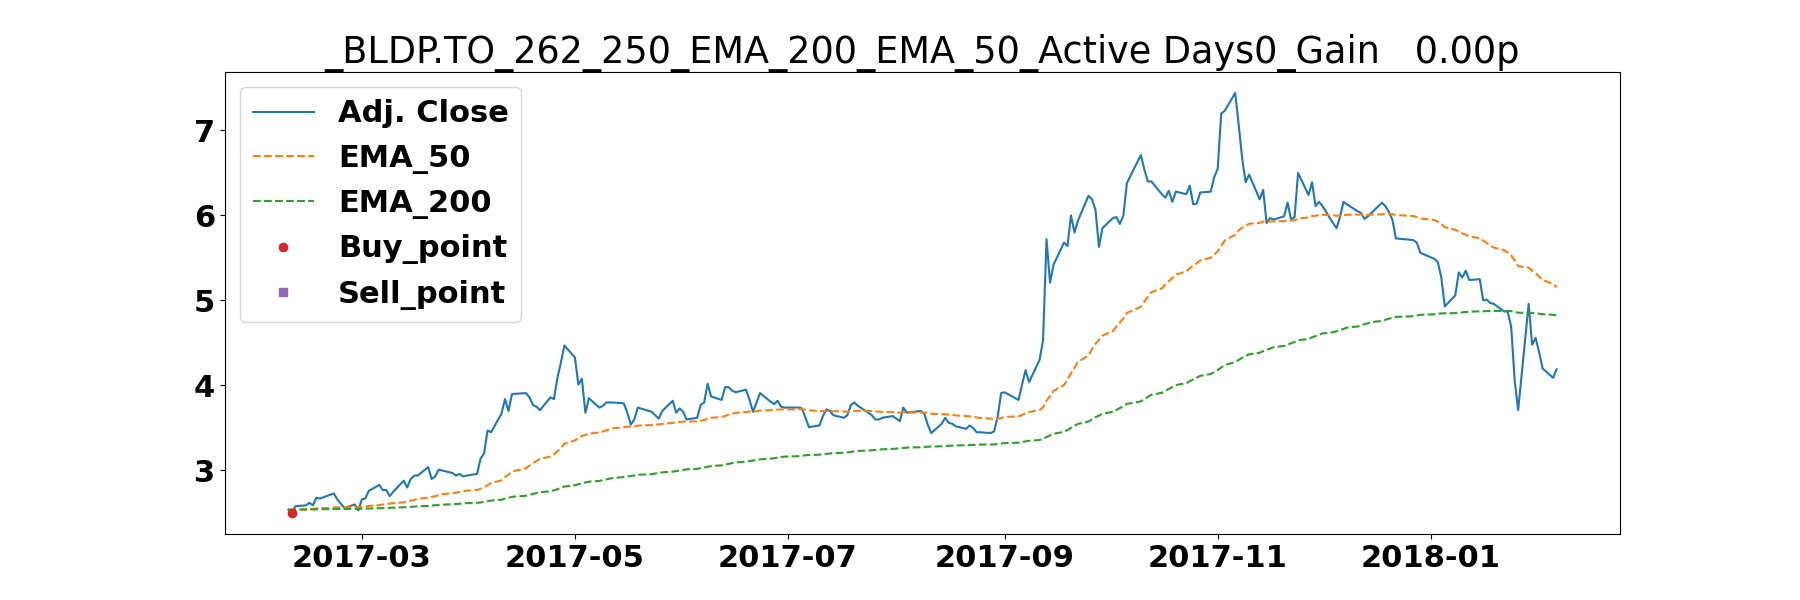 _BLDP.TO_262_250_EMA_200_EMA_50_Active Days0_Gain   0.00p
Adj. Close
EMA_50
EMA_200
Buy_point
Sell_point
7
6
5
4
3
2017-03 2017-05 2017-07 2017-09 2017-11 2018-01